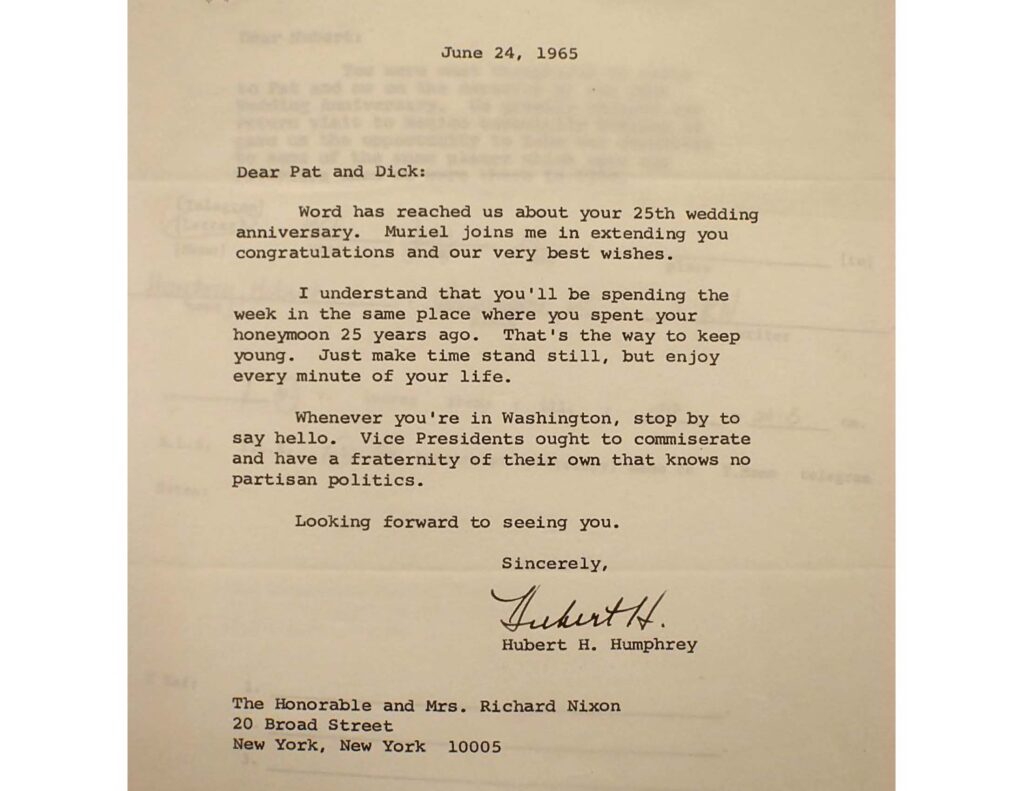 June 24, 1965
Dear Pat and Dick:
Word has reached us about your 25th wedding
anniversary. Muriel joins me in extending you
congratulations and our very best wishes.
I understand that you'll be spending the
week in the same place where you spent your
honeymoon 25 years ago. That's the way to keep
young. Just make time stand still, but enjoy
every minute of your life.
Whenever you're in Washington, stop by to
say hello. Vice Presidents ought to commiserate
and have a fraternity of their own that knows no
partisan politics.
Looking forward to seeing you.
Sincerely,
Hubert H.
Hubert H. Humphrey
The Honorable and Mrs. Richard Nixon
20 Broad Street
New York, New York 10005